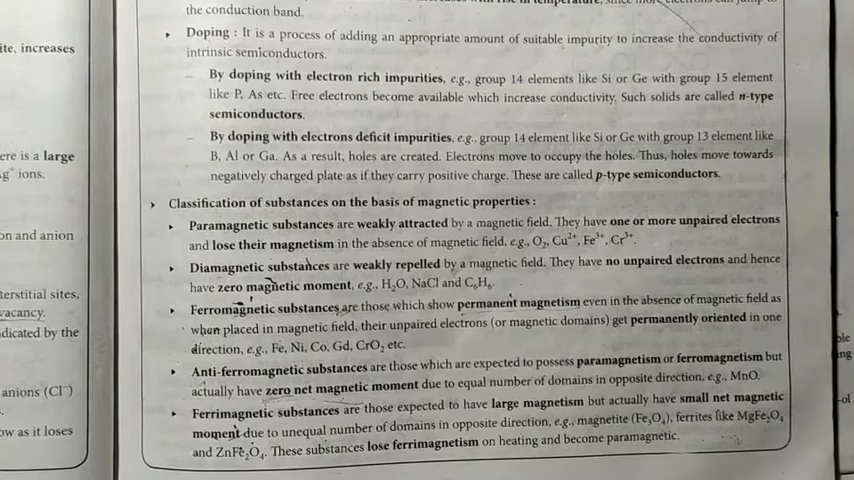 the conduction band.
Doping : It is a process of adding an appropriate amount of suitable impurity to increase the conductivity of
intrinsic semiconductors.
– By doping with electron rich impurities, e.g., group 14 elements like Si or Ge with group 15 element
like P, As etc. Free electrons become available which increase conductivity. Such solids are called n-type
semiconductors.
– By doping with electrons deficit impurities, e.g., group 14 element like Si or Ge with group 13 element like
B, Al or Ga. As a result, holes are created. Electrons move to occupy the holes. Thus, holes move towards
negatively charged plate as if they carry positive charge. These are called p-type semiconductors.
Classification of substances on the basis of magnetic properties :
Paramagnetic substances are weakly attracted by a magnetic field. They have one or more unpaired electrons
and lose their magnetism in the absence of magnetic field, e.g., O₂, Cu²⁺, Fe³⁺, Cr³⁺.
Diamagnetic substances are weakly repelled by a magnetic field. They have no unpaired electrons and hence
have zero magnetic moment, e.g., H₂O, NaCl and C₆H₆.
Ferromagnetic substances are those which show permanent magnetism even in the absence of magnetic field as
when placed in magnetic field, their unpaired electrons (or magnetic domains) get permanently oriented in one
direction, e.g., Fe, Ni, Co, Gd, CrO₂ etc.
Anti-ferromagnetic substances are those which are expected to possess paramagnetism or ferromagnetism but
actually have zero net magnetic moment due to equal number of domains in opposite direction, e.g., MnO.
Ferrimagnetic substances are those expected to have large magnetism but actually have small net magnetic
moment due to unequal number of domains in opposite direction, e.g., magnetite (Fe₃O₄), ferrites like MgFe₂O₄
and ZnFe₂O₄. These substances lose ferrimagnetism on heating and become paramagnetic.
ite, increases
ere is a large
g⁺ ions.
on and anion
terstitial sites,
vacancy.
dicated by the
anions (Cl⁻)
ow as it loses